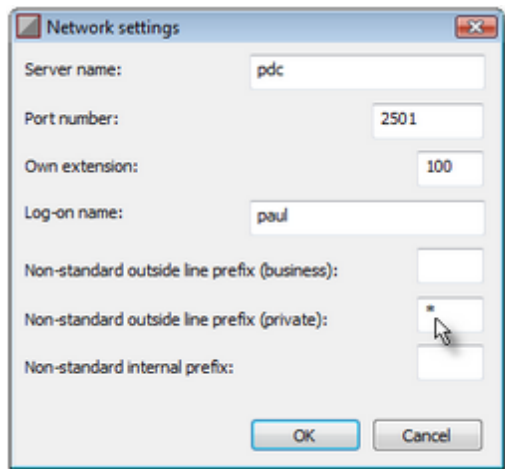 Network settings
Server name: pdc
Port number: 2501
Own extension: 100
Log-on name: paul
Non-standard outside line prefix (business):
Non-standard outside line prefix (private): *
Non-standard internal prefix:
OK Cancel